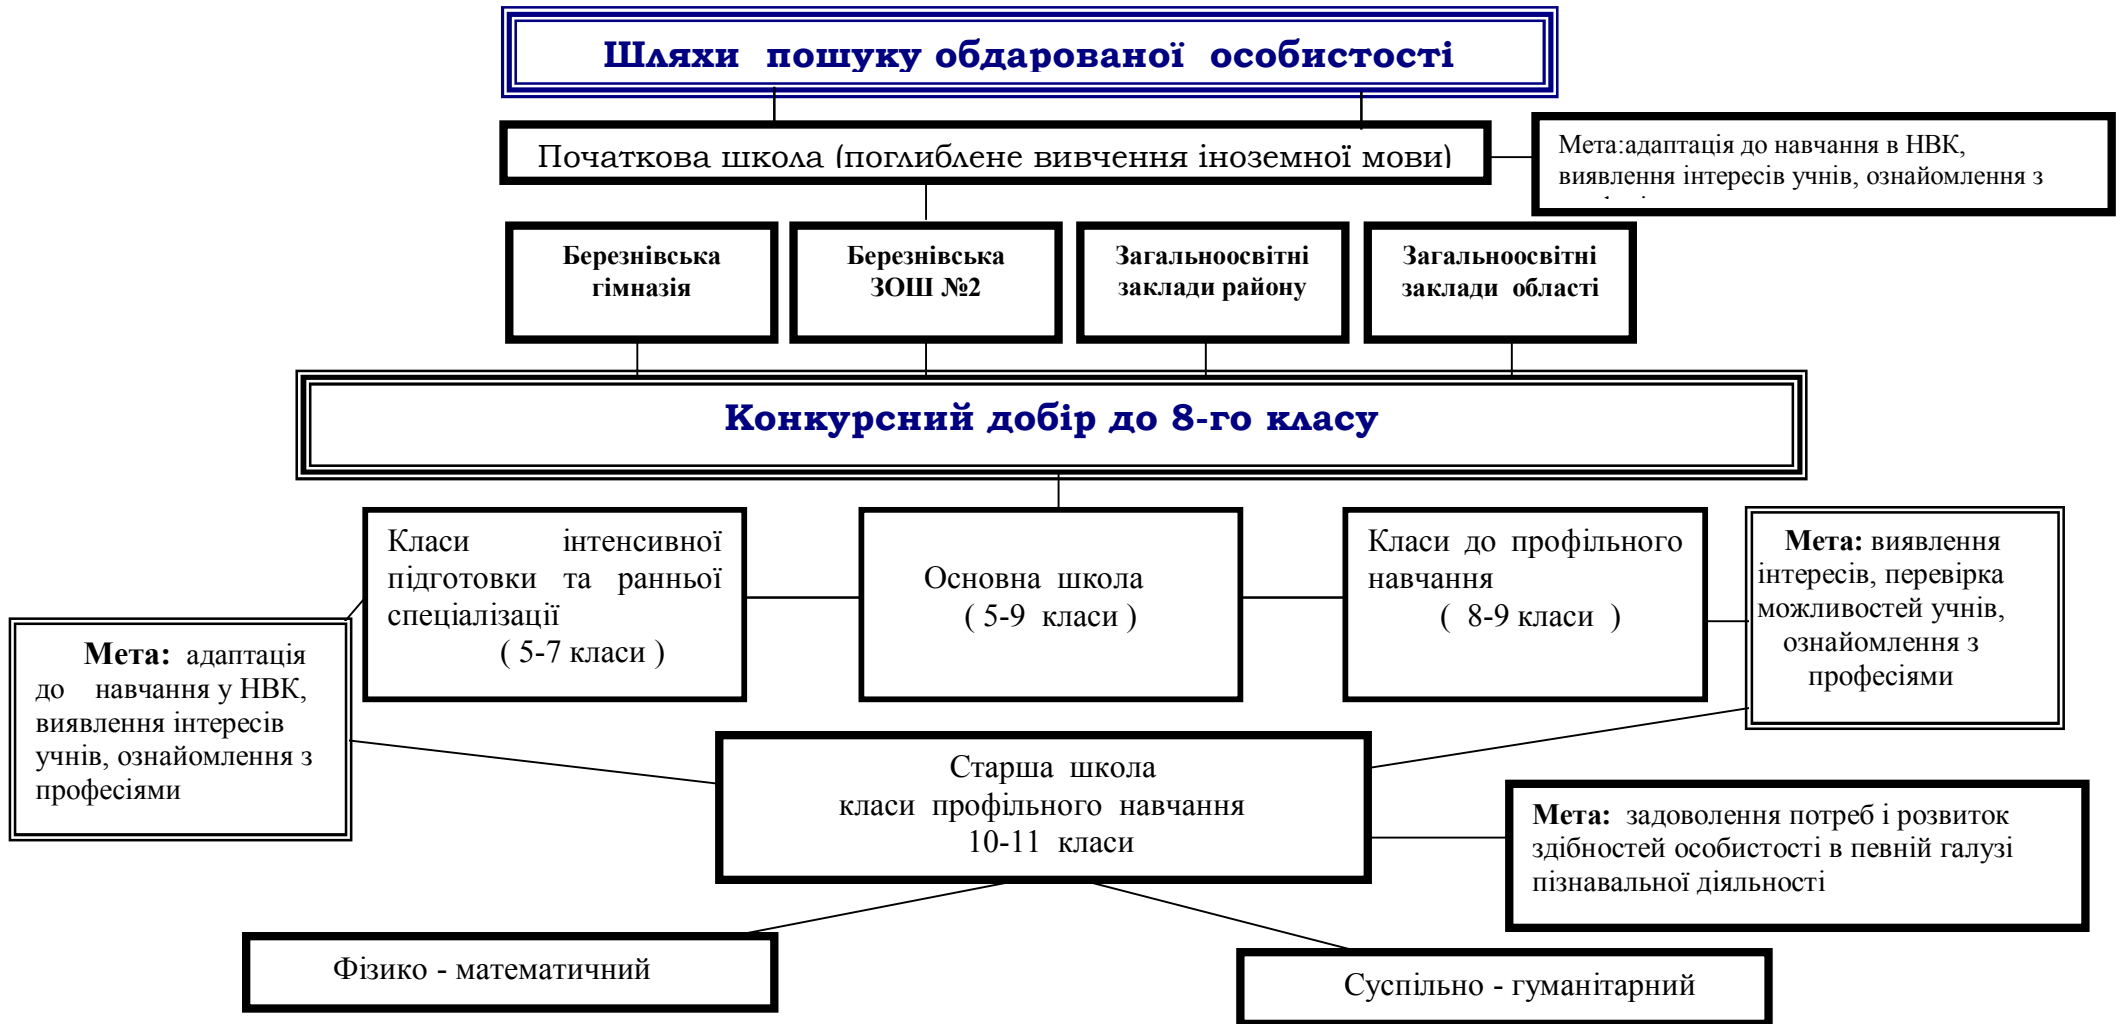 Шляхи пошуку обдарованої особистості
Початкова школа (поглиблене вивчення іноземної мови)
Мета:адаптація до навчання в НВК,
виявлення інтересів учнів, ознайомлення з
Березнівська
гімназія
Березнівська
ЗОШ №2
Загальноосвітні
заклади району
Загальноосвітні
заклади області
Конкурсний добір до 8-го класу
Класи інтенсивної
підготовки та ранньої
спеціалізації
( 5-7 класи )
Основна школа
( 5-9 класи )
Класи до профільного
навчання
( 8-9 класи )
Мета: виявлення
інтересів, перевірка
можливостей учнів,
ознайомлення з
професіями
Мета: адаптація
до навчання у НВК,
виявлення інтересів
учнів, ознайомлення з
професіями
Старша школа
класи профільного навчання
10-11 класи
Мета: задоволення потреб і розвиток
здібностей особистості в певній галузі
пізнавальної діяльності
Фізико - математичний
Суспільно - гуманітарний